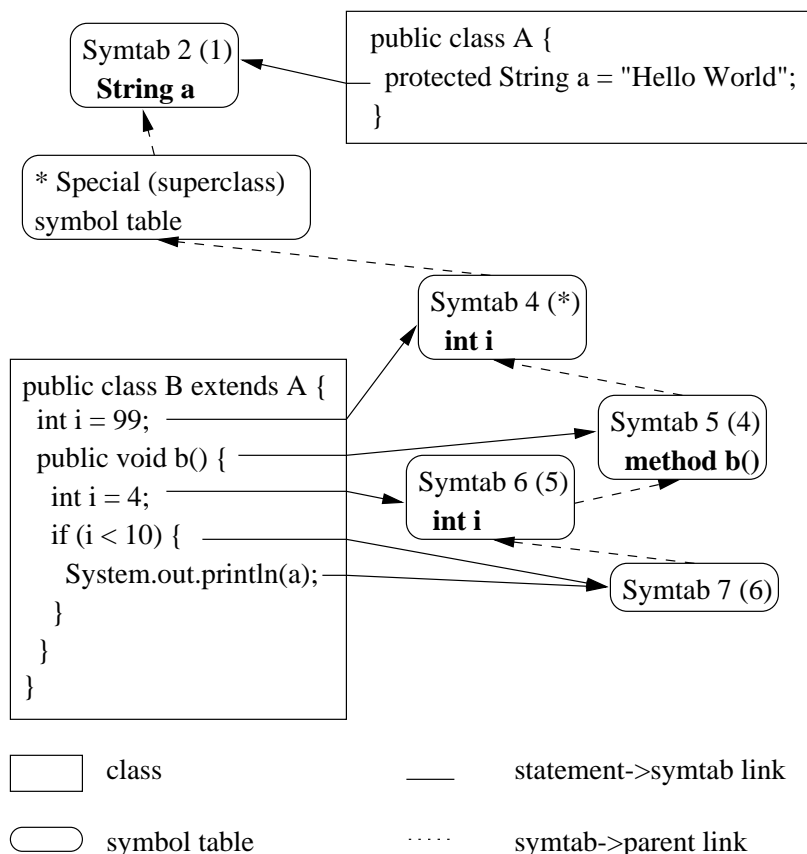 Symtab 2 (1)
String a
public class A {
protected String a = "Hello World";
}
* Special (superclass)
symbol table
Symtab 4 (*)
int i
public class B extends A {
int i = 99;
public void b() {
int i = 4;
if (i < 10) {
System.out.println(a);
}
}
}
Symtab 5 (4)
method b()
Symtab 6 (5)
int i
Symtab 7 (6)
class
statement->symtab link
symbol table
symtab->parent link